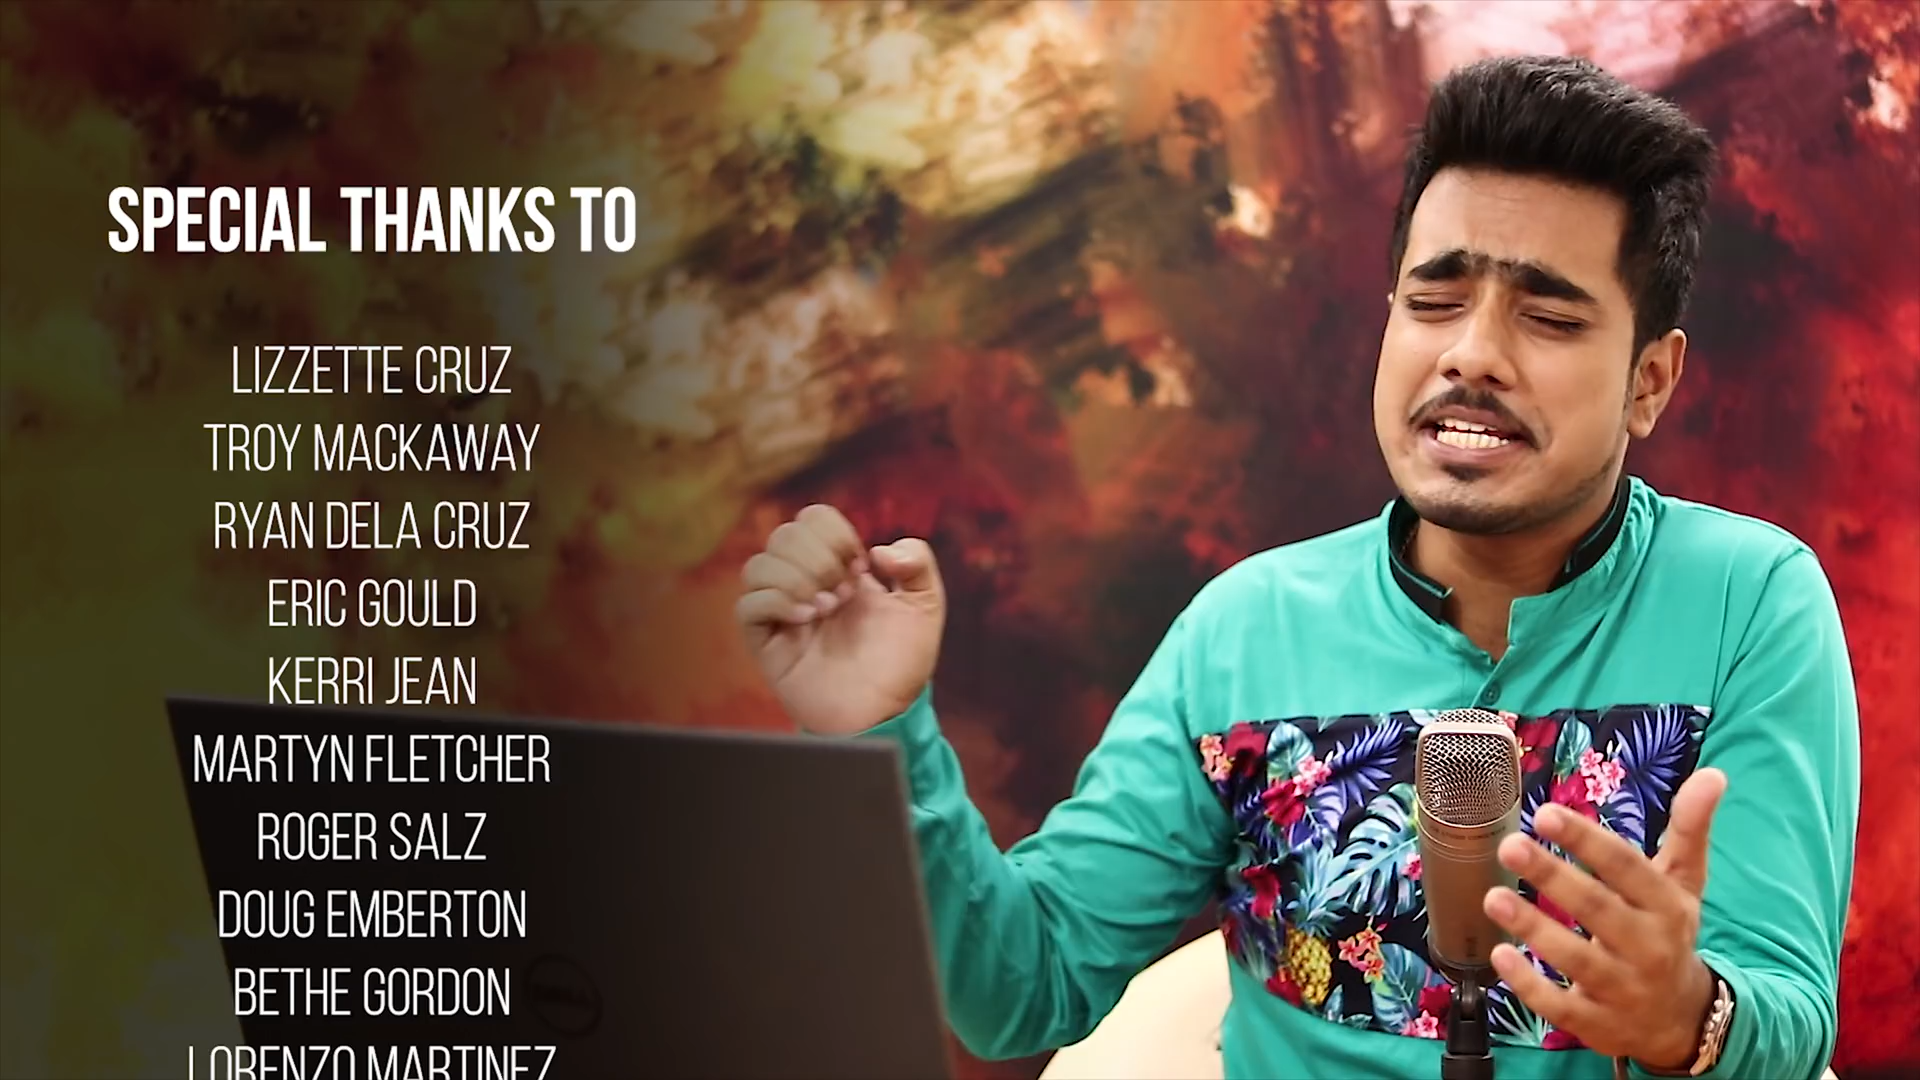 SPECIAL THANKS TO
LIZZETTE CRUZ
TROY MACKAWAY
RYAN DELA CRUZ
ERIC GOULD
KERRI JEAN
MARTYN FLETCHER
ROGER SALZ
DOUG EMBERTON
BETHE GORDON
LORENZO MARTINEZ